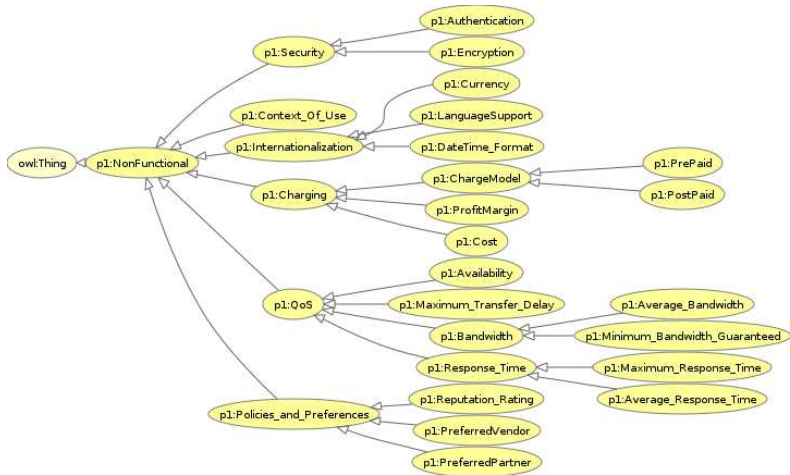 p1:Authentication
p1:Security
p1:Encryption
p1:Currency
p1:Context_Of_Use
p1:LanguageSupport
p1:Internationalization
p1:DateTime_Format
owl:Thing
p1:NonFunctional
p1:PrePaid
p1:ChargeModel
p1:Charging
p1:PostPaid
p1:ProfitMargin
p1:Cost
p1:Availability
p1:QoS
p1:Maximum_Transfer_Delay
p1:Average_Bandwidth
p1:Bandwidth
p1:Minimum_Bandwidth_Guaranteed
p1:Response_Time
p1:Maximum_Response_Time
p1:Reputation_Rating
p1:Average_Response_Time
p1:Policies_and_Preferences
p1:PreferredVendor
p1:PreferredPartner